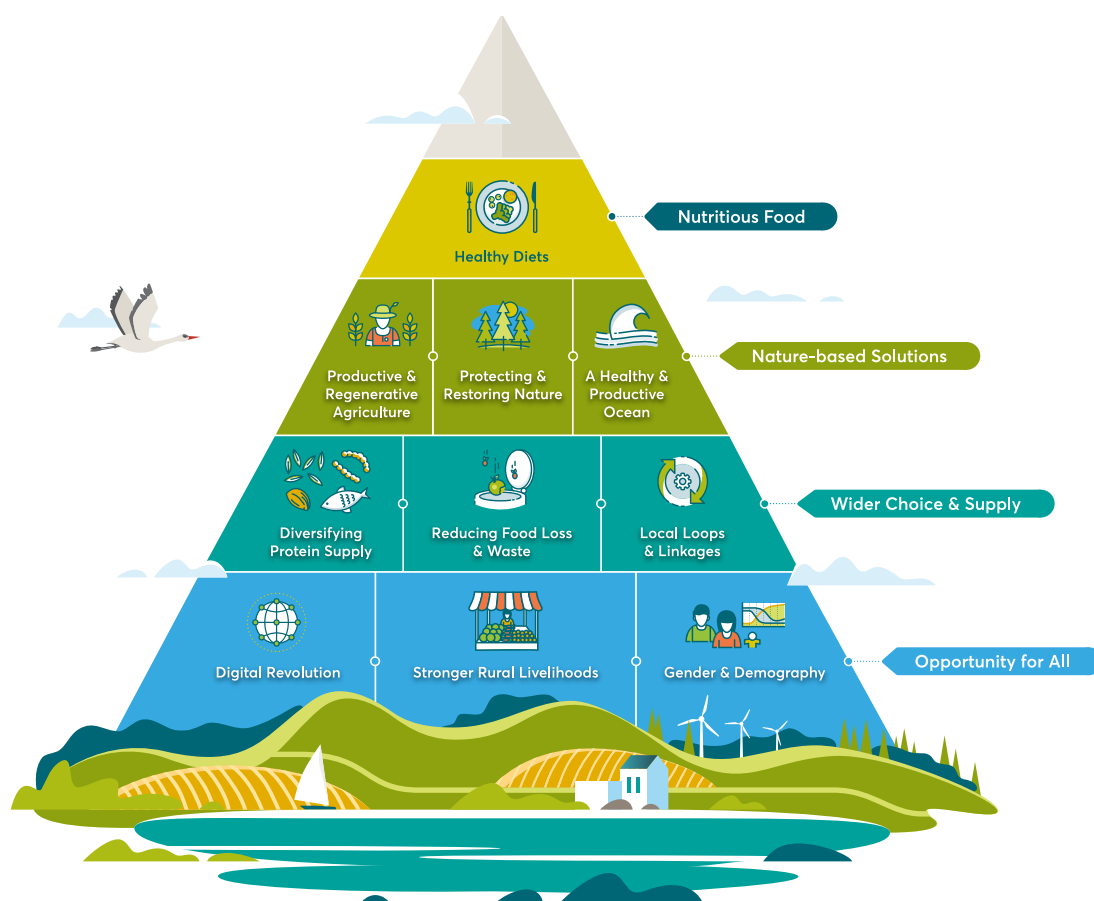 Nutritious Food
Healthy Diets
Nature-based Solutions
Productive &
Regenerative
Agriculture
Protecting &
Restoring Nature
A Healthy &
Productive
Ocean
Wider Choice & Supply
Diversifying
Protein Supply
Reducing Food Loss
& Waste
Local Loops
& Linkages
Opportunity for All
Digital Revolution
Stronger Rural Livelihoods
Gender & Demography